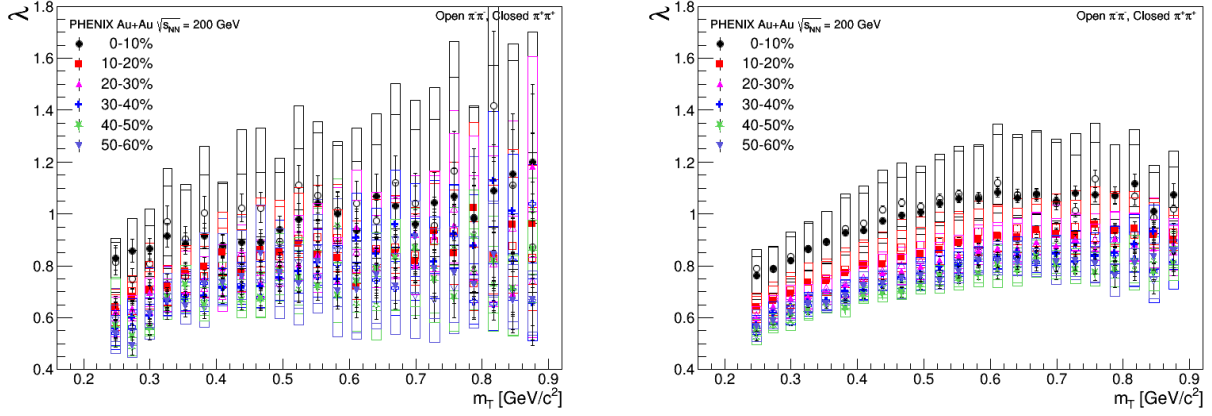 λ
PHENIX Au+Au √sNN = 200 GeV
Open π⁻π⁻, Closed π⁺π⁺
0-10%
10-20%
20-30%
30-40%
40-50%
50-60%
1.8
1.6
1.4
1.2
1
0.8
0.6
0.4
0.2 0.3 0.4 0.5 0.6 0.7 0.8 0.9
mT [GeV/c²]
λ
PHENIX Au+Au √sNN = 200 GeV
Open π⁻π⁻, Closed π⁺π⁺
0-10%
10-20%
20-30%
30-40%
40-50%
50-60%
1.8
1.6
1.4
1.2
1
0.8
0.6
0.4
0.2 0.3 0.4 0.5 0.6 0.7 0.8 0.9
mT [GeV/c²]